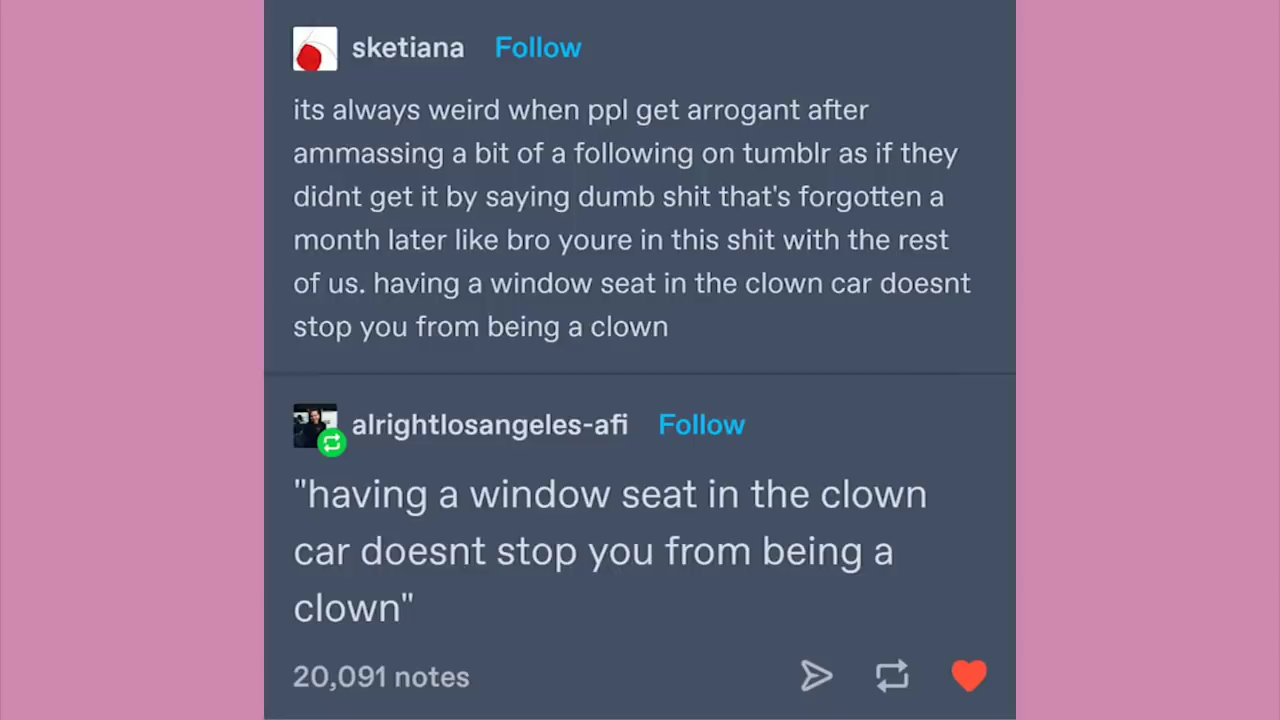 sketiana Follow
its always weird when ppl get arrogant after
ammassing a bit of a following on tumblr as if they
didnt get it by saying dumb shit that's forgotten a
month later like bro youre in this shit with the rest
of us. having a window seat in the clown car doesnt
stop you from being a clown
alrightlosangeles-afi Follow
"having a window seat in the clown
car doesnt stop you from being a
clown"
20,091 notes